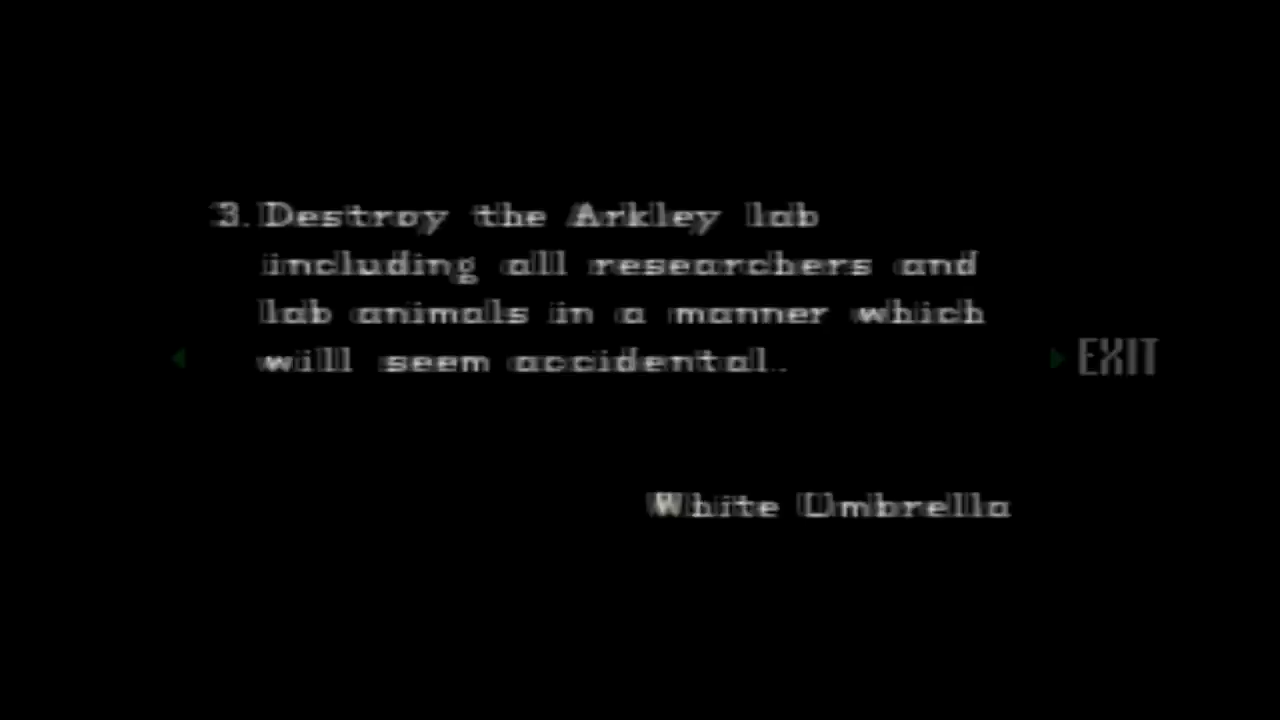 3. Destroy the Arkley lab
including all researchers and
lab animals in a manner which
will seem accidental.
EXIT
White Umbrella